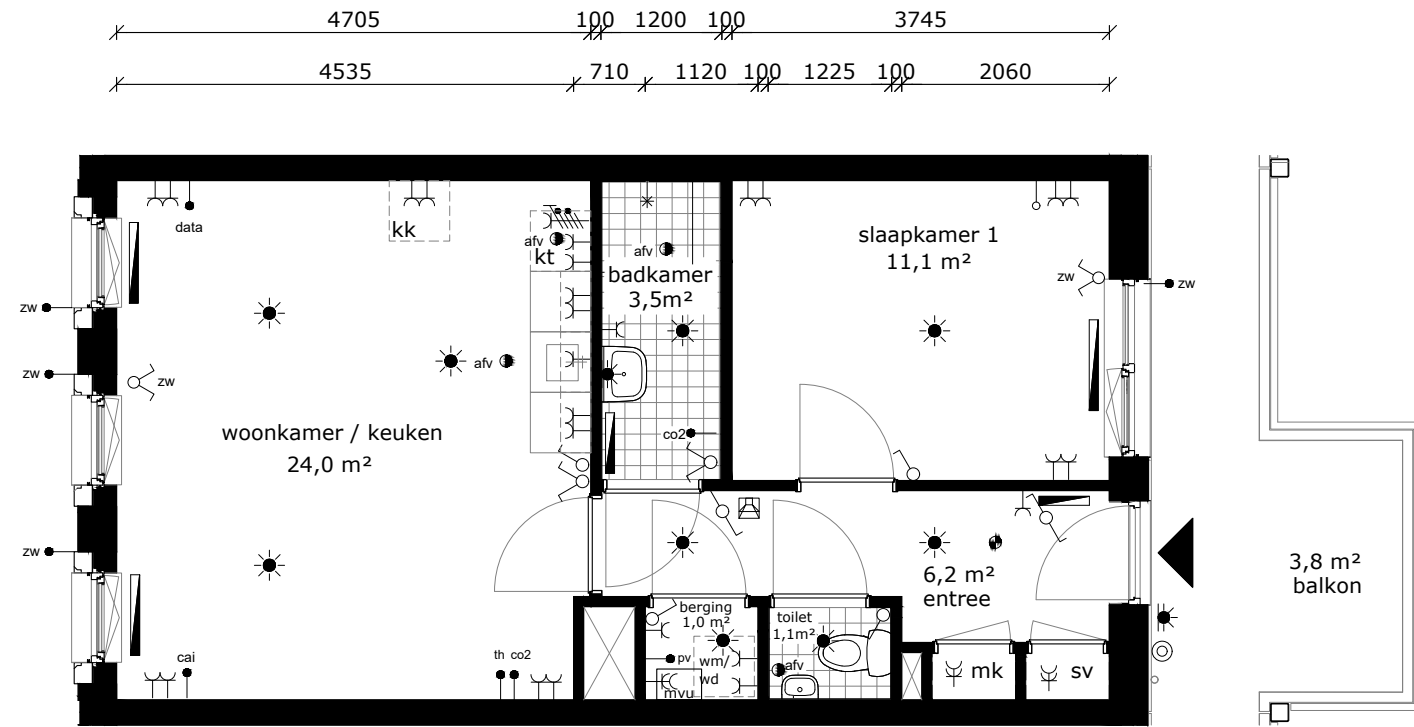 4705 100 1200 100 3745
4535 710 1120 100 1225 100 2060
data
kk
afv
kt
afv
badkamer
3,5m²
slaapkamer 1
11,1 m²
zw
zw
zw
zw
zw
afv
woonkamer / keuken
24,0 m²
co2
zw
6,2 m²
entree
3,8 m²
balkon
berging
1,0 m²
toilet
1,1m²
cai
th co2
pv
wm/
wd
mvu
afv
mk
sv